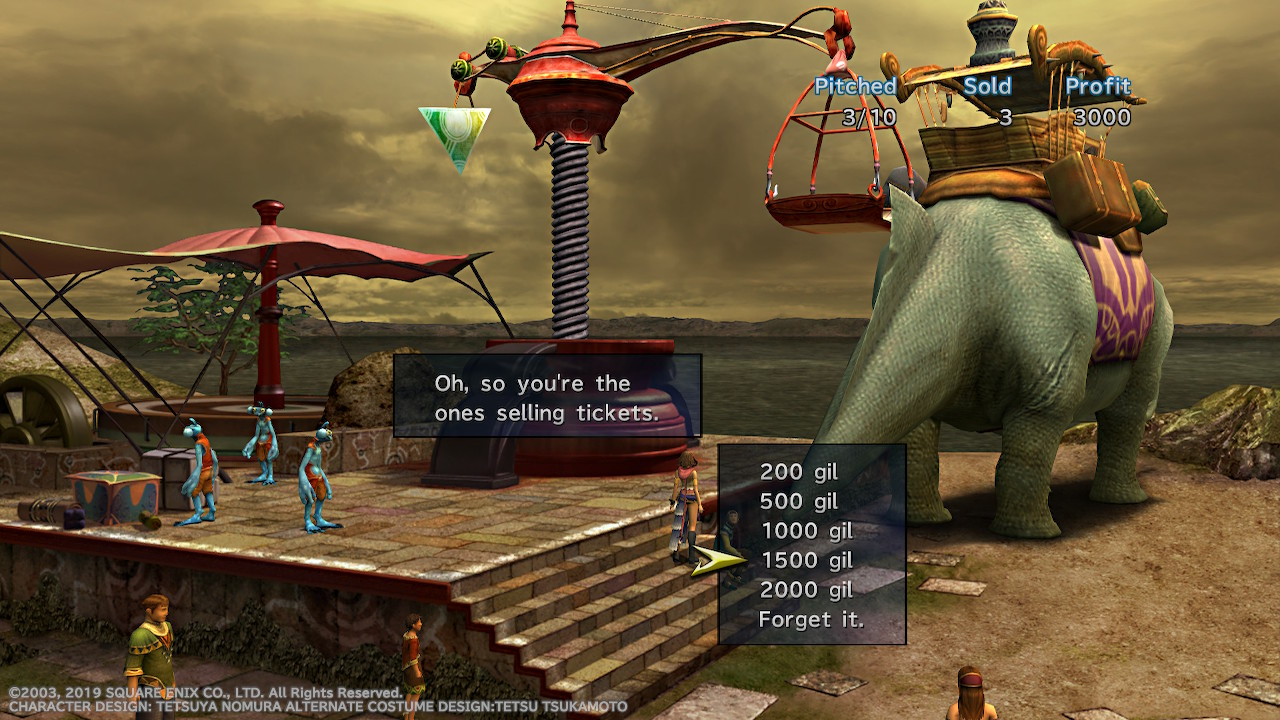 Pitched Sold Profit
3/10 3 3000
Oh, so you're the
ones selling tickets.
200 gil
500 gil
1000 gil
1500 gil
2000 gil
Forget it.
©2003, 2019 SQUARE ENIX CO., LTD. All Rights Reserved.
CHARACTER DESIGN: TETSUYA NOMURA ALTERNATE COSTUME DESIGN:TETSU TSUKAMOTO